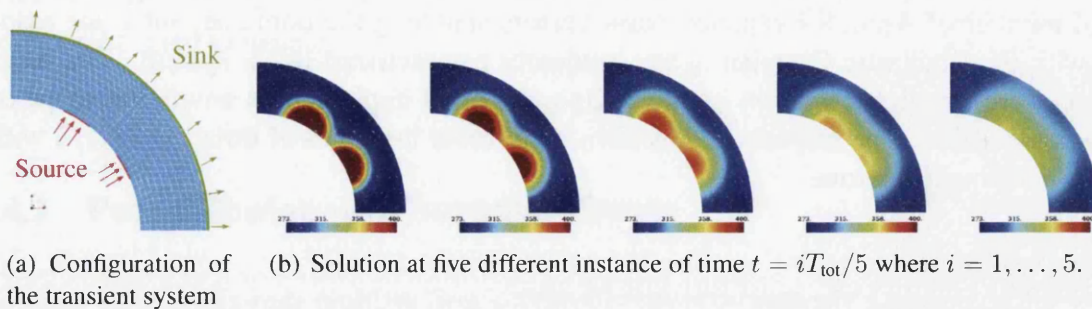 Sink
Source
273. 315. 358. 400.
273. 315. 358. 400.
273. 315. 358. 400.
273. 315. 358. 400.
273. 315. 358. 400.
(a) Configuration of
the transient system
(b) Solution at five different instance of time t = iT_tot/5 where i = 1, . . . , 5.